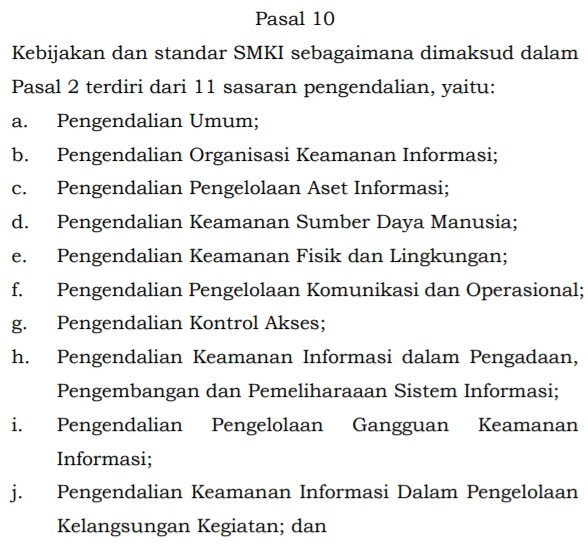 Pasal 10
Kebijakan dan standar SMKI sebagaimana dimaksud dalam
Pasal 2 terdiri dari 11 sasaran pengendalian, yaitu:
a. Pengendalian Umum;
b. Pengendalian Organisasi Keamanan Informasi;
c. Pengendalian Pengelolaan Aset Informasi;
d. Pengendalian Keamanan Sumber Daya Manusia;
e. Pengendalian Keamanan Fisik dan Lingkungan;
f. Pengendalian Pengelolaan Komunikasi dan Operasional;
g. Pengendalian Kontrol Akses;
h. Pengendalian Keamanan Informasi dalam Pengadaan,
Pengembangan dan Pemeliharaaan Sistem Informasi;
i. Pengendalian Pengelolaan Gangguan Keamanan
Informasi;
j. Pengendalian Keamanan Informasi Dalam Pengelolaan
Kelangsungan Kegiatan; dan